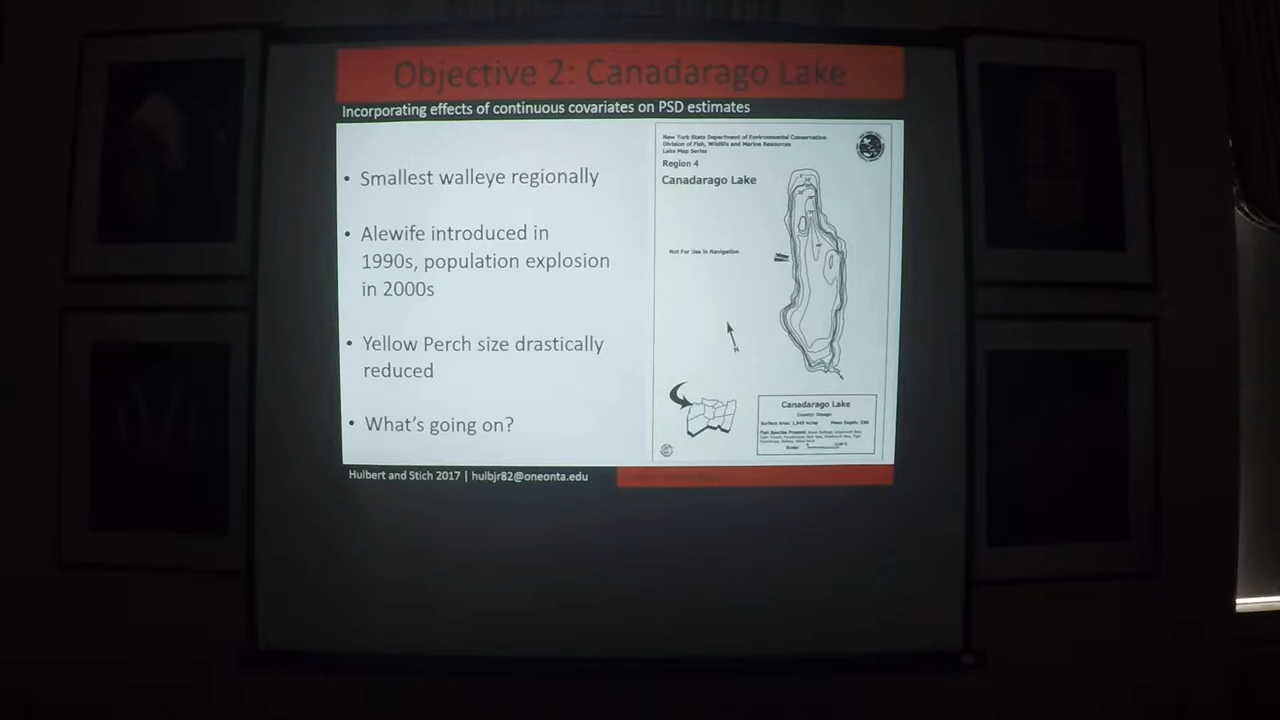 Objective 2: Canadarago Lake
Incorporating effects of continuous covariates on PSD estimates
• Smallest walleye regionally
• Alewife introduced in
1990s, population explosion
in 2000s
• Yellow Perch size drastically
reduced
• What's going on?
New York State Department of Environmental Conservation
Division of Fish, Wildlife and Marine Resources
Lake Map Series
Region 4
Canadarago Lake
Not For Use in Navigation
N
Canadarago Lake
County: Otsego
Hulbert and Stich 2017 | hulbjr82@oneonta.edu